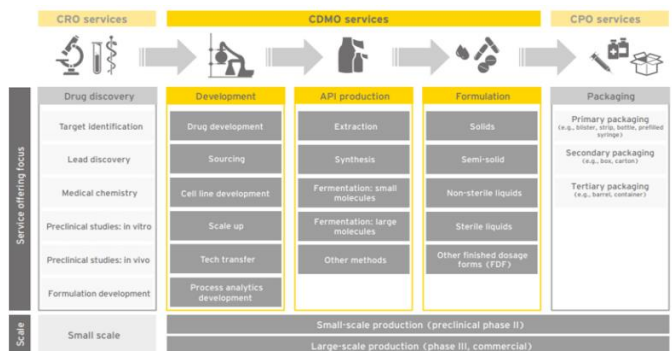 CRO services
CDMO services
CPO services
Service offering focus
Drug discovery
Target identification
Lead discovery
Medical chemistry
Preclinical studies: in vitro
Preclinical studies: in vivo
Formulation development
Development
Drug development
Sourcing
Cell line development
Scale up
Tech transfer
Process analytics
development
API production
Extraction
Synthesis
Fermentation: small
molecules
Fermentation: large
molecules
Other methods
Formulation
Solids
Semi-solid
Non-sterile liquids
Sterile liquids
Other finished dosage
forms (FDF)
Packaging
Primary packaging
(e.g., blister, strip, bottle, prefilled
syringe)
Secondary packaging
(e.g., box, carton)
Tertiary packaging
(e.g., barrel, container)
Scale
Small scale
Small-scale production (preclinical phase II)
Large-scale production (phase III, commercial)